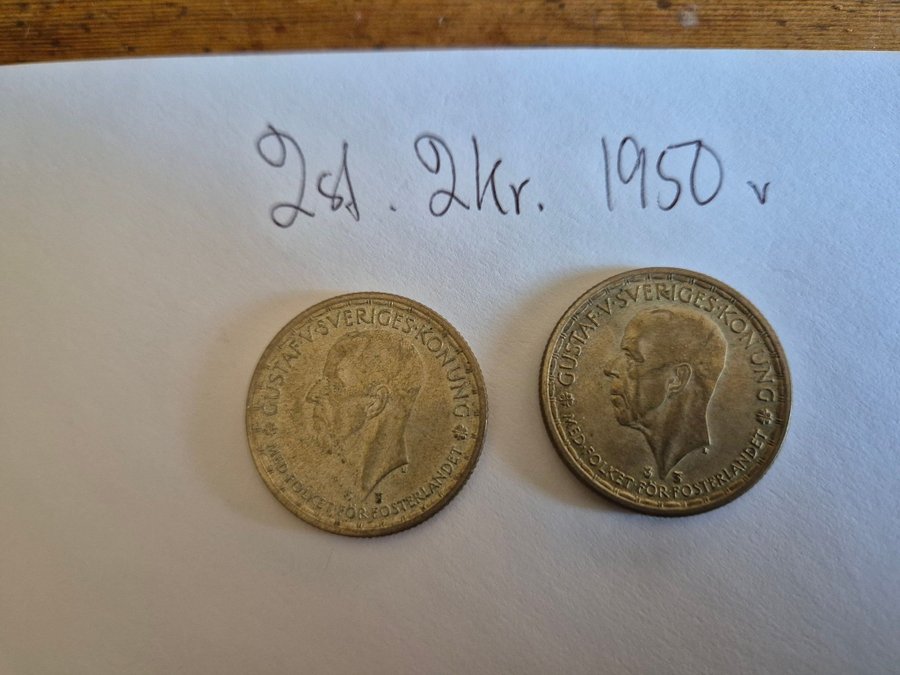 2st. 2kr. 1950 v
GUSTAF·V·SVERIGES·KONUNG
MED·FOLKET·FÖR·FOSTERLANDET
GUSTAF·V·SVERIGES·KONUNG
MED·FOLKET·FÖR·FOSTERLANDET